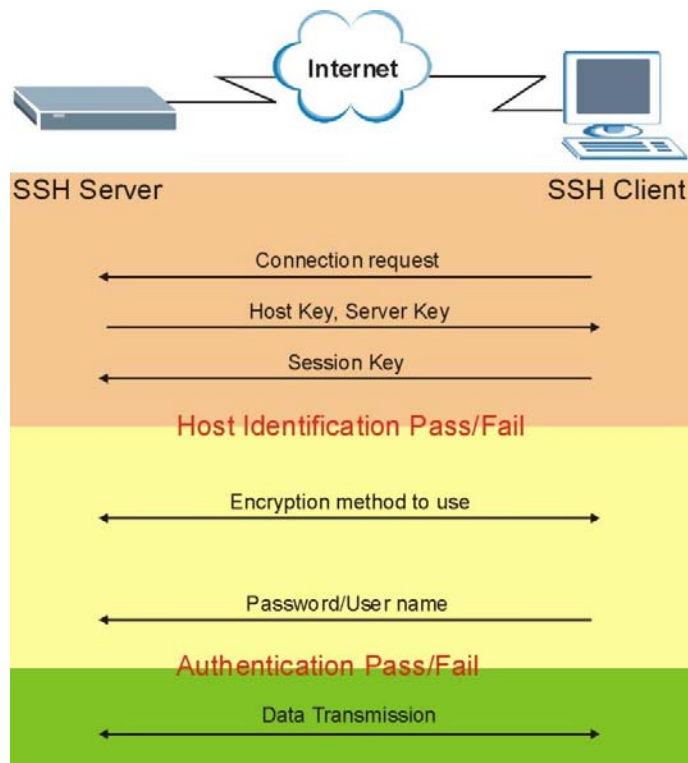 Internet
SSH Server
SSH Client
Connection request
Host Key, Server Key
Session Key
Host Identification Pass/Fail
Encryption method to use
Password/User name
Authentication Pass/Fail
Data Transmission